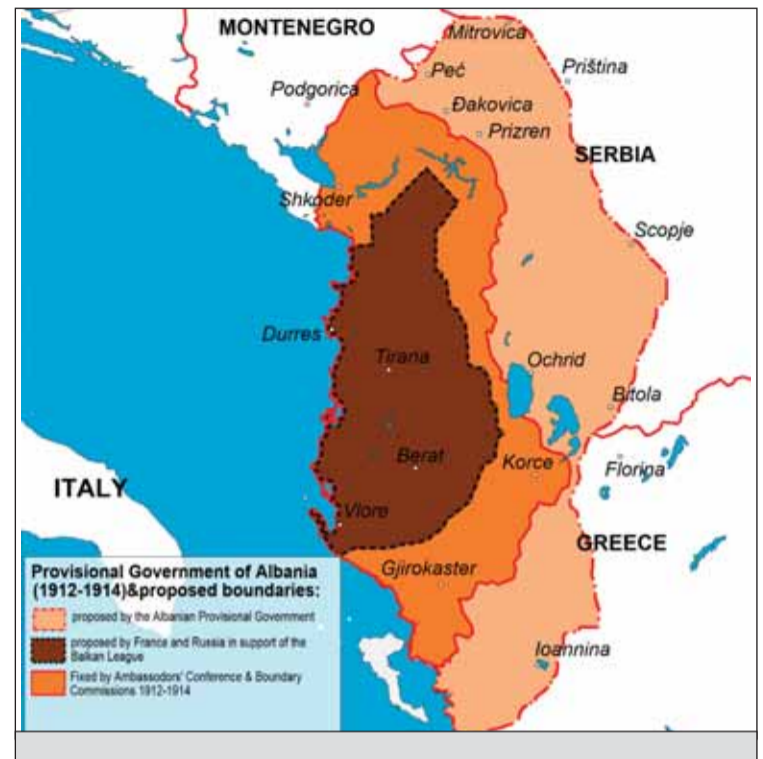 MONTENEGRO
Mitrovica
Peć
Priština
Podgorica
Đakovica
Prizren
SERBIA
Shkoder
Scopje
Durres
Tirana
Ochrid
Bitola
Berat
Korce
Florina
ITALY
Vlore
GREECE
Gjirokaster
Ioannina
Provisional Government of Albania
(1912-1914)&proposed boundaries:
proposed by the Albanian Provisional Government
proposed by France and Russia in support of the
Balkan League
Fixed by Ambassodors' Conference & Boundary
Commissions 1912-1914